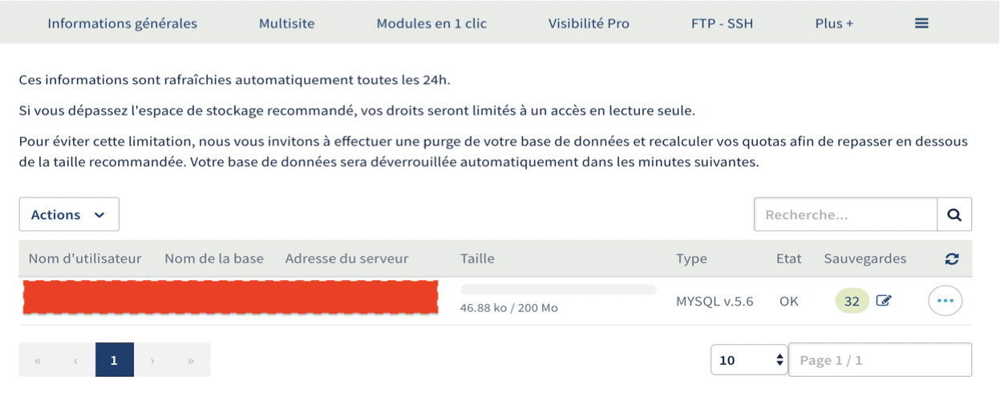 Informations générales Multisite Modules en 1 clic Visibilité Pro FTP - SSH Plus +
Ces informations sont rafraîchies automatiquement toutes les 24h.
Si vous dépassez l'espace de stockage recommandé, vos droits seront limités à un accès en lecture seule.
Pour éviter cette limitation, nous vous invitons à effectuer une purge de votre base de données et recalculer vos quotas afin de repasser en dessous
de la taille recommandée. Votre base de données sera déverrouillée automatiquement dans les minutes suivantes.
Actions Recherche...
Nom d'utilisateur Nom de la base Adresse du serveur Taille Type Etat Sauvegardes
46.88 ko / 200 Mo MYSQL v.5.6 OK 32
« ‹ 1 › » 10 Page 1 / 1